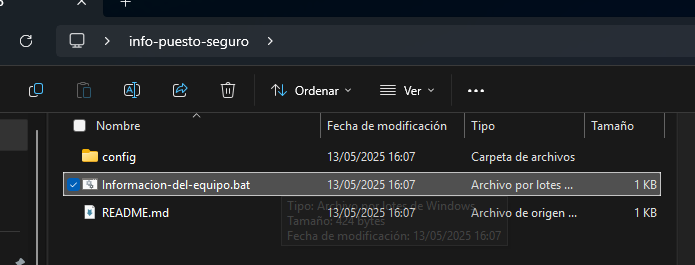 info-puesto-seguro
Ordenar
Ver
Nombre Fecha de modificación Tipo Tamaño
config 13/05/2025 16:07 Carpeta de archivos
Informacion-del-equipo.bat 13/05/2025 16:07 Archivo por lotes ... 1 KB
README.md 13/05/2025 16:07 Archivo de origen ... 1 KB
Tipo: Archivo por lotes de Windows
Tamaño: 424 bytes
Fecha de modificación: 13/05/2025 16:07